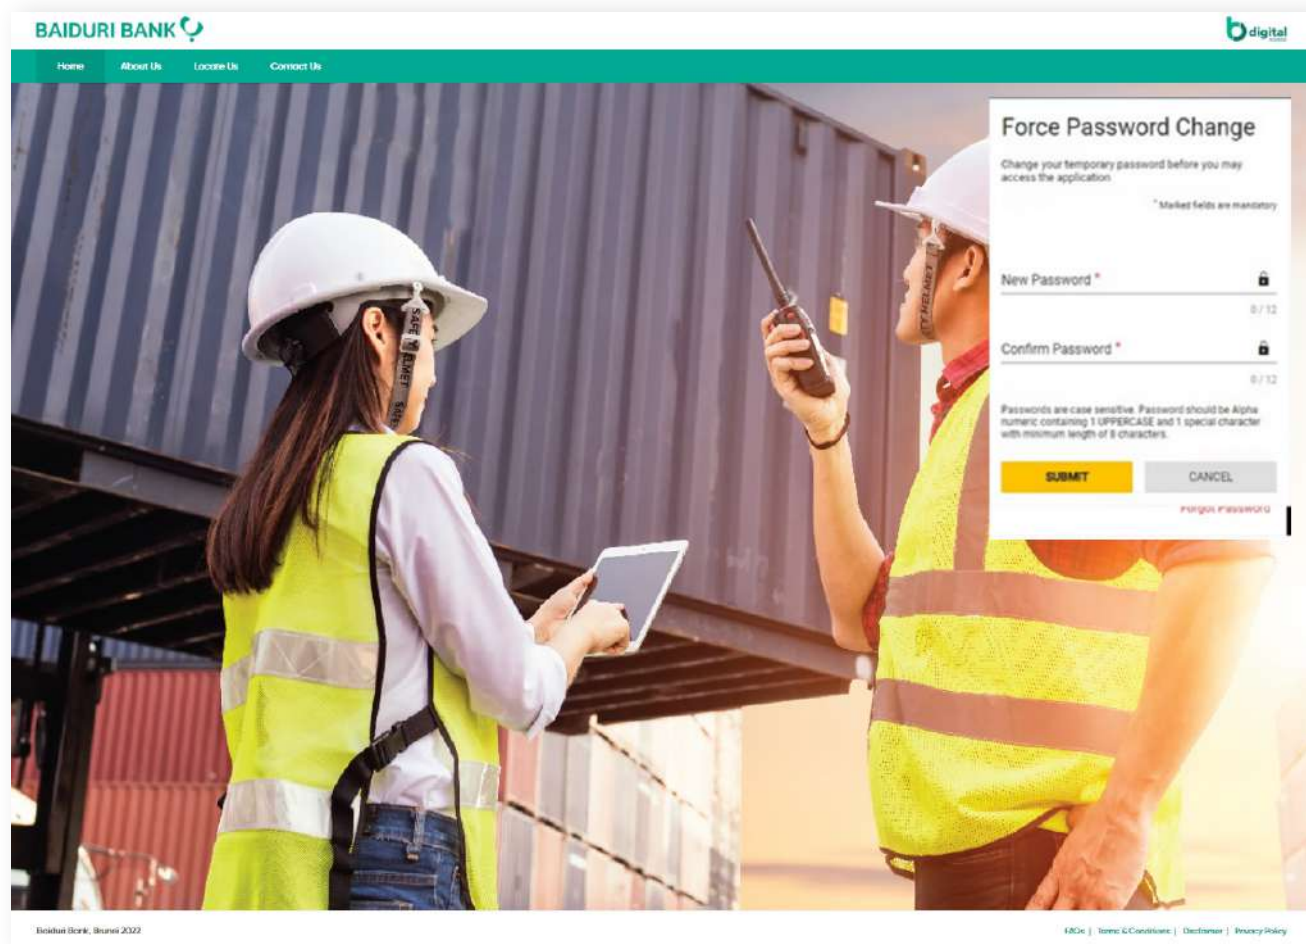 BAIDURI BANK
digital
Home About Us Locate Us Contact Us
Force Password Change
Change your temporary password before you may
access the application
* Marked fields are mandatory
New Password *
0 / 12
Confirm Password *
0 / 12
Passwords are case sensitive. Password should be Alpha
numeric containing 1 UPPERCASE and 1 special character
with minimum length of 8 characters.
SUBMIT CANCEL
Forgot Password
SAFETY HELMET
SAFE
TY HELMET
Baiduri Bank, Brunei 2022
FAQs | Terms & Conditions | Disclaimer | Privacy Policy